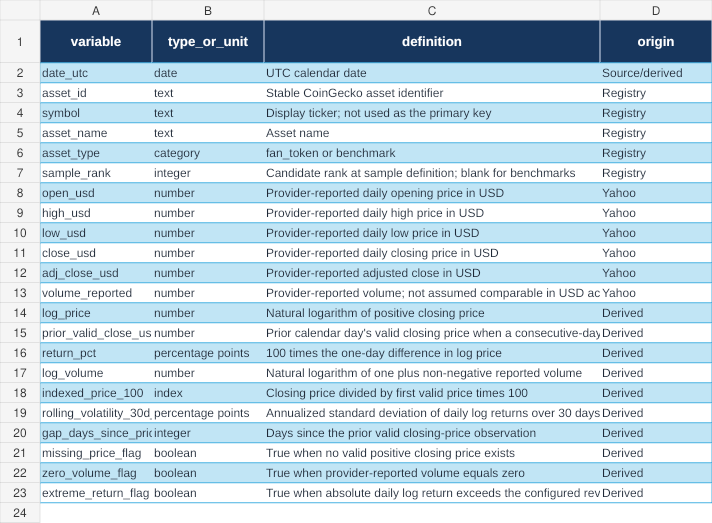 A B C D
1 variable type_or_unit definition origin
2 date_utc date UTC calendar date Source/derived
3 asset_id text Stable CoinGecko asset identifier Registry
4 symbol text Display ticker; not used as the primary key Registry
5 asset_name text Asset name Registry
6 asset_type category fan_token or benchmark Registry
7 sample_rank integer Candidate rank at sample definition; blank for benchmarks Registry
8 open_usd number Provider-reported daily opening price in USD Yahoo
9 high_usd number Provider-reported daily high price in USD Yahoo
10 low_usd number Provider-reported daily low price in USD Yahoo
11 close_usd number Provider-reported daily closing price in USD Yahoo
12 adj_close_usd number Provider-reported adjusted close in USD Yahoo
13 volume_reported number Provider-reported volume; not assumed comparable in USD ac Yahoo
14 log_price number Natural logarithm of positive closing price Derived
15 prior_valid_close_us number Prior calendar day's valid closing price when a consecutive-day Derived
16 return_pct percentage points 100 times the one-day difference in log price Derived
17 log_volume number Natural logarithm of one plus non-negative reported volume Derived
18 indexed_price_100 index Closing price divided by first valid price times 100 Derived
19 rolling_volatility_30d_ percentage points Annualized standard deviation of daily log returns over 30 days Derived
20 gap_days_since_pric integer Days since the prior valid closing-price observation Derived
21 missing_price_flag boolean True when no valid positive closing price exists Derived
22 zero_volume_flag boolean True when provider-reported volume equals zero Derived
23 extreme_return_flag boolean True when absolute daily log return exceeds the configured rev Derived
24